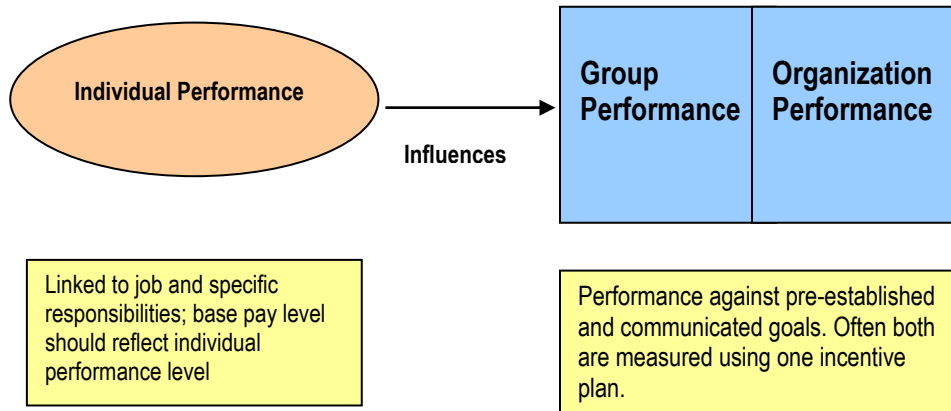 Individual Performance
Influences
Group
Performance
Organization
Performance
Linked to job and specific
responsibilities; base pay level
should reflect individual
performance level
Performance against pre-established
and communicated goals. Often both
are measured using one incentive
plan.